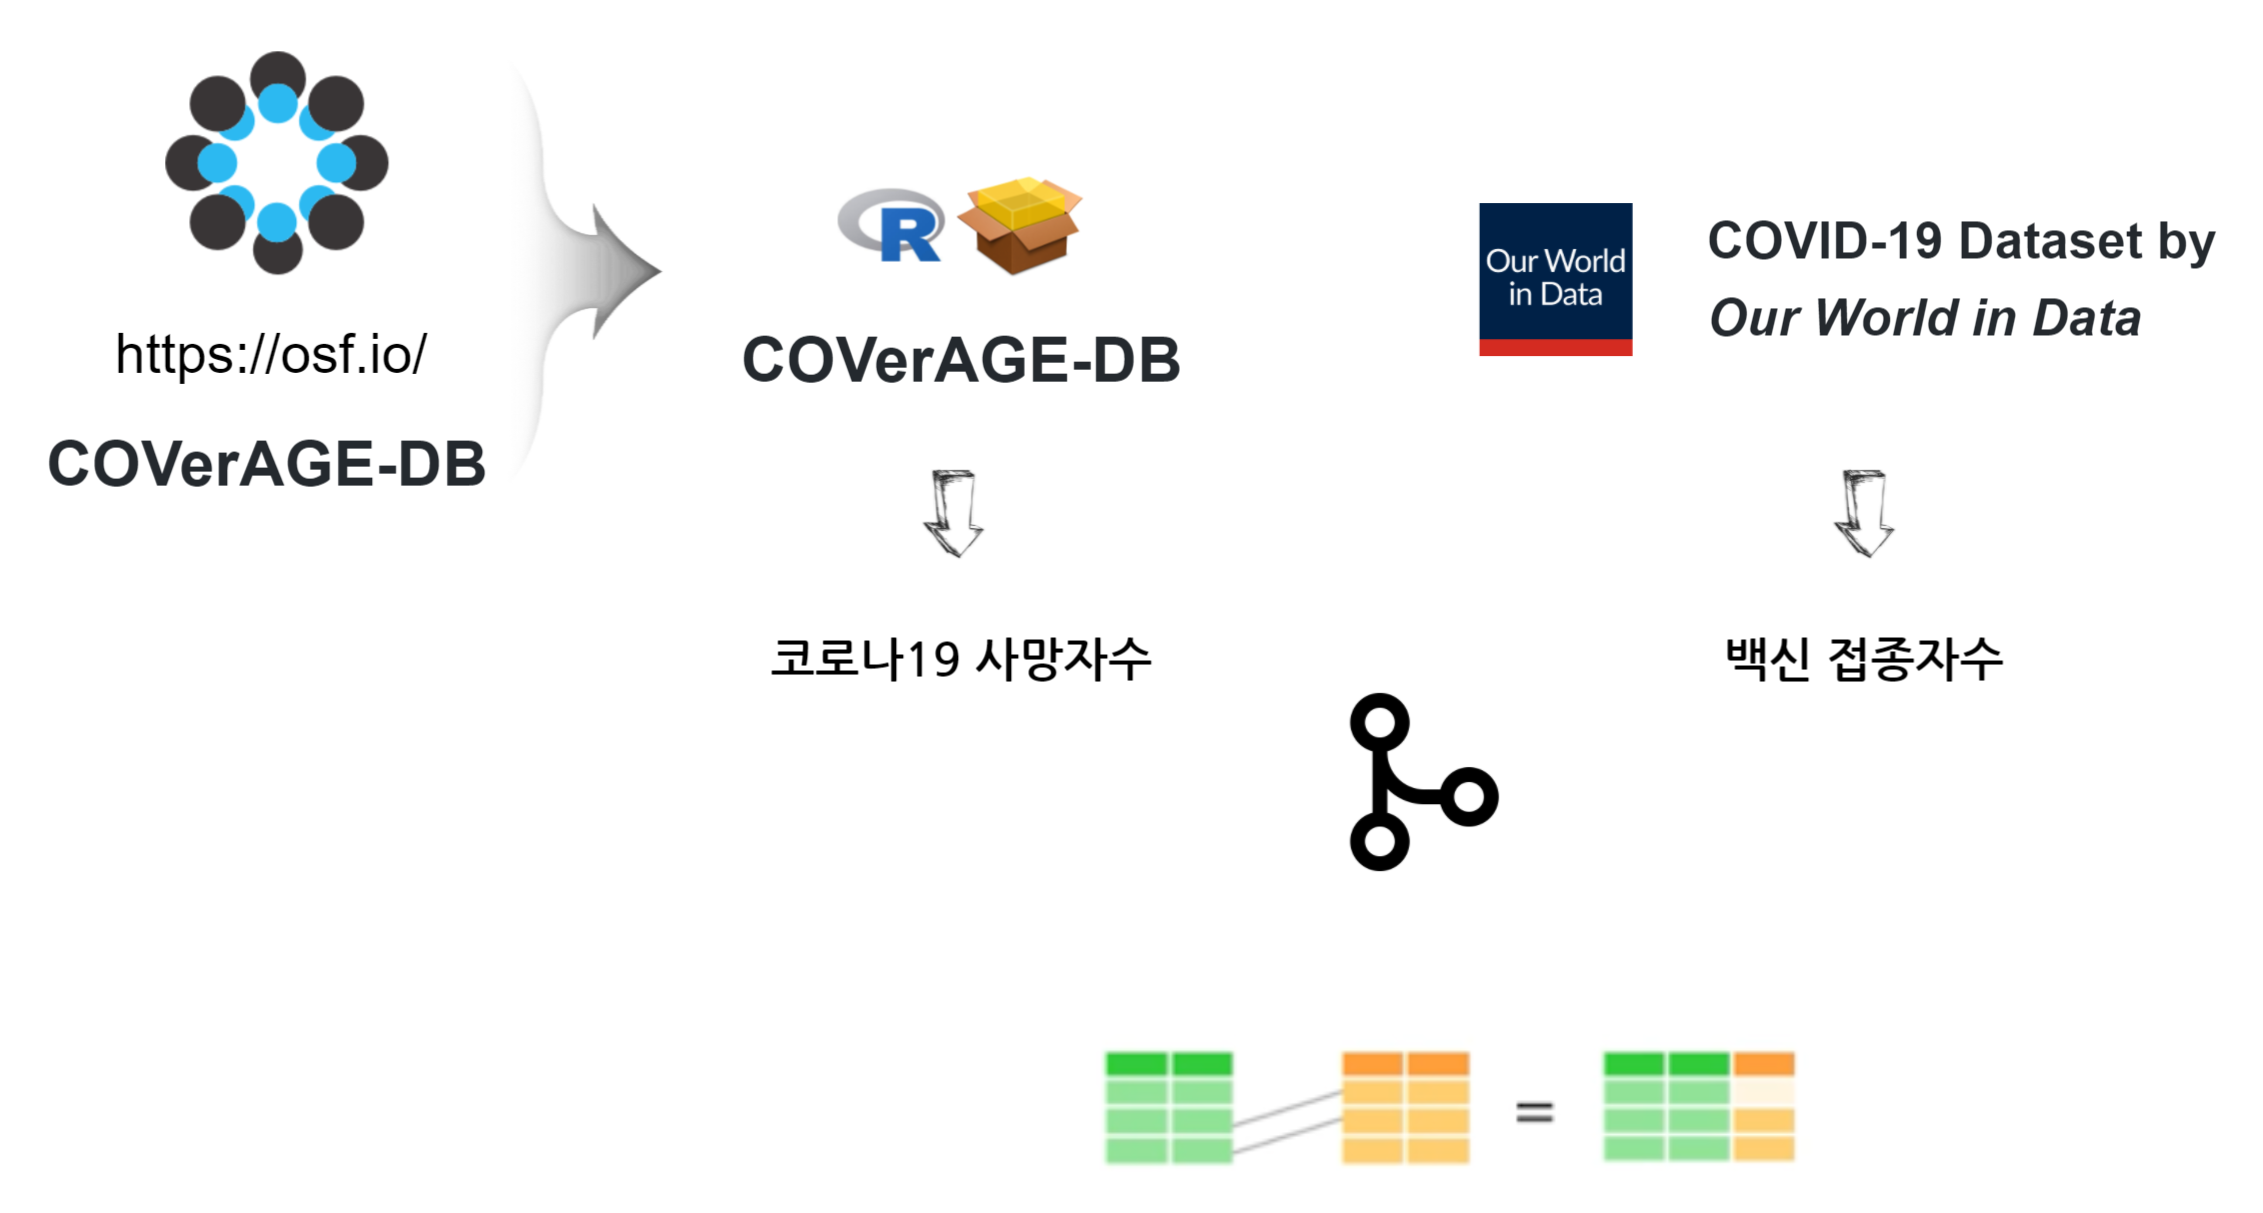 https://osf.io/
COVerAGE-DB
R
COVerAGE-DB
코로나19 사망자수
Our World
in Data
COVID-19 Dataset by
Our World in Data
백신 접종자수
=